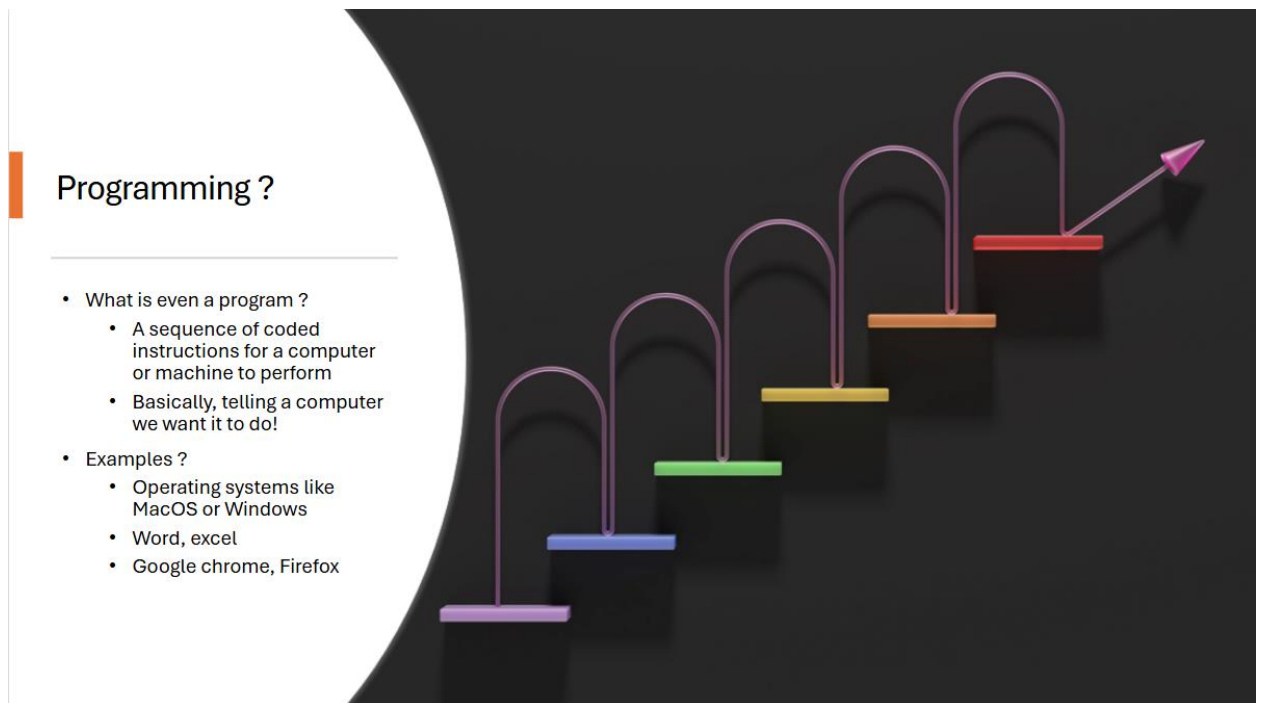 Programming ?
• What is even a program ?
• A sequence of coded
instructions for a computer
or machine to perform
• Basically, telling a computer
we want it to do!
• Examples ?
• Operating systems like
MacOS or Windows
• Word, excel
• Google chrome, Firefox